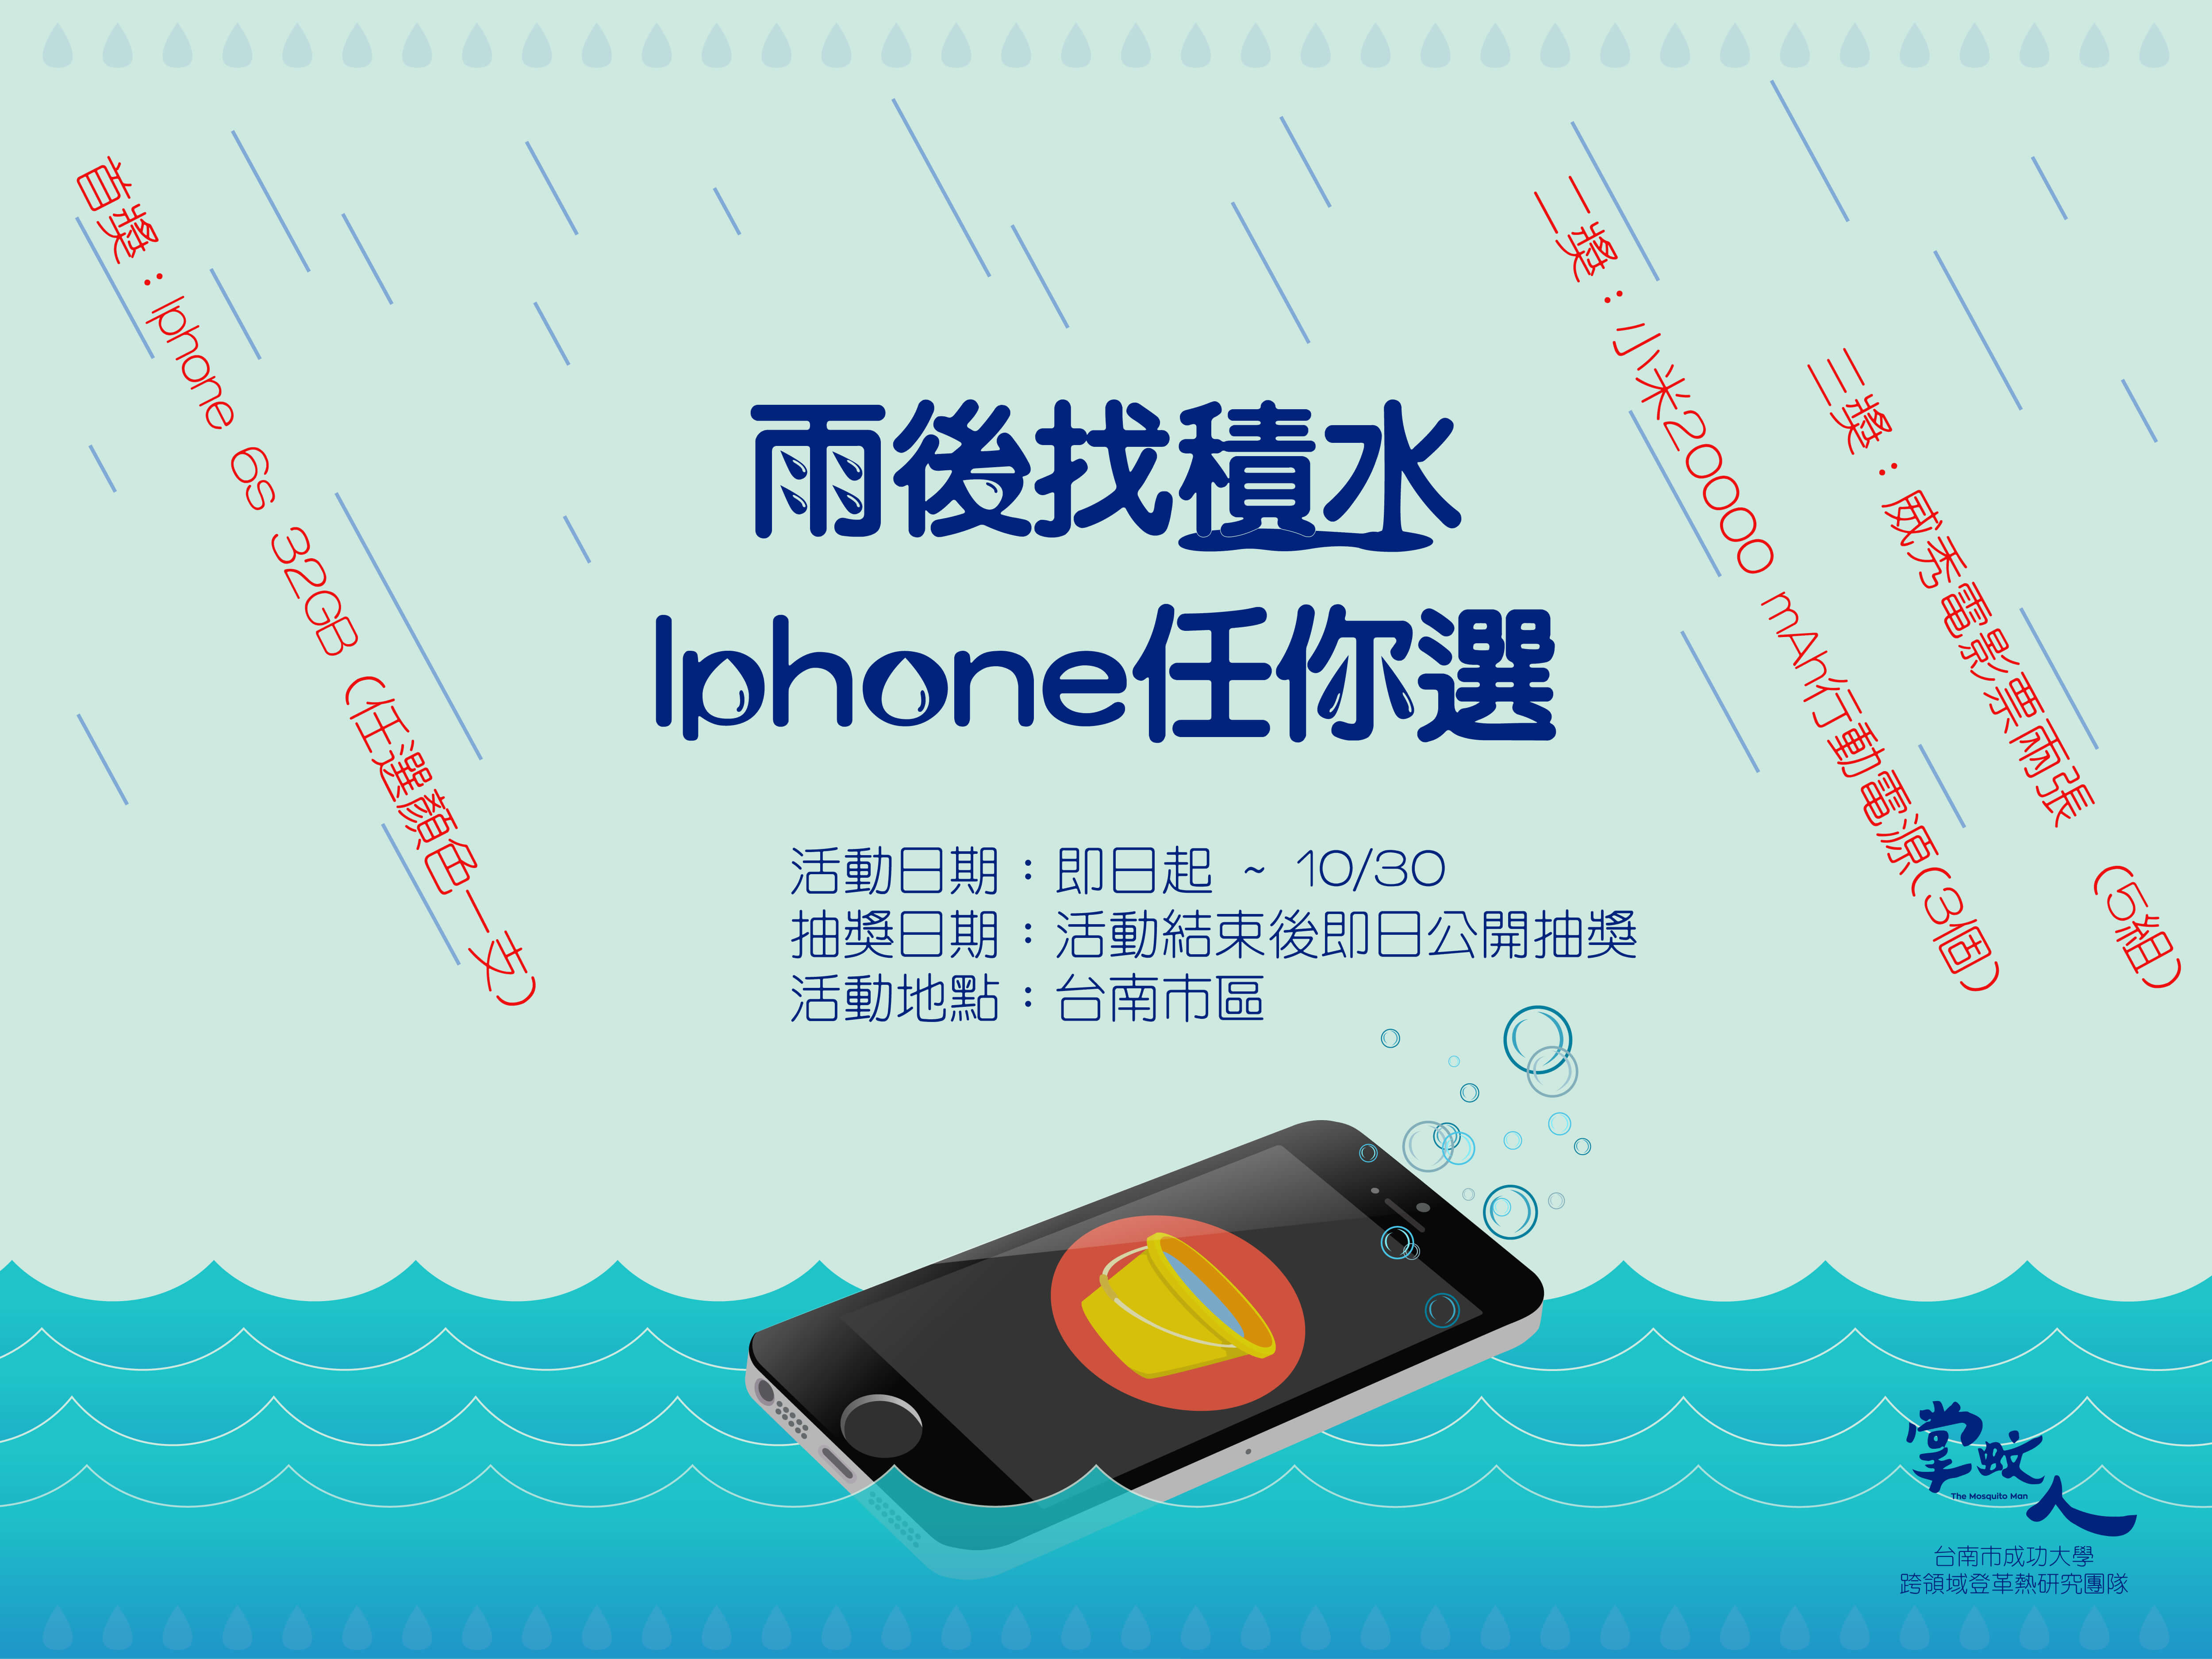 首獎：Iphone 6s 32GB（任選顏色一支）
二獎：小米20000 mAh行動電源(3個)
三獎：威秀電影票兩張（5組）
雨後找積水
Iphone任你選
活動日期：即日起 ~ 10/30
抽獎日期：活動結束後即日公開抽獎
活動地點：台南市區
掌蚊人
The Mosquito Man
台南市成功大學
跨領域登革熱研究團隊